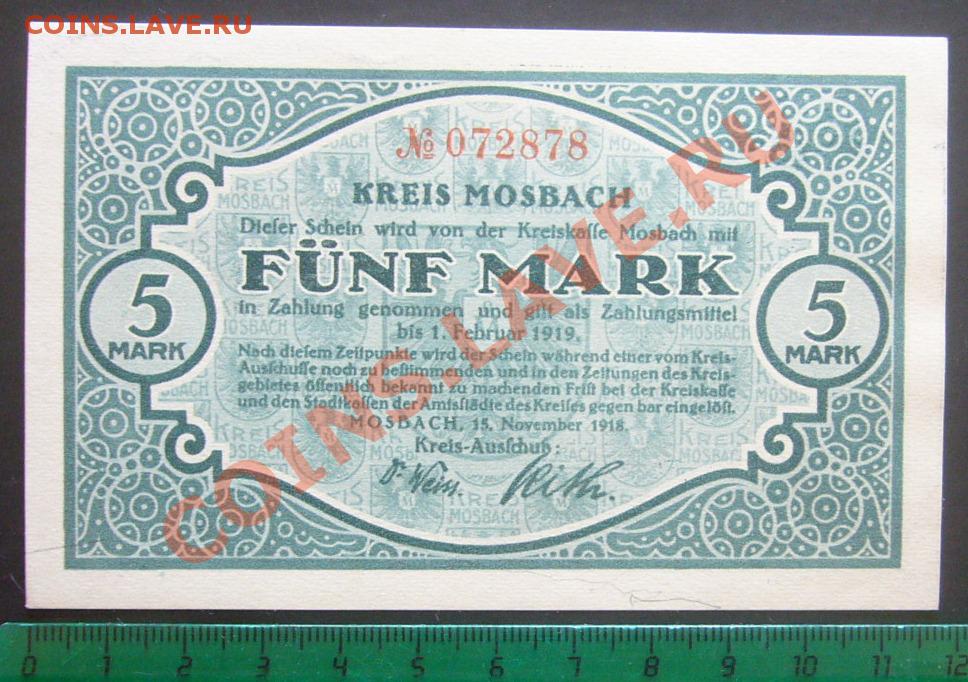 COINS.LAVE.RU
№ 072878
KREIS MOSBACH
Dieser Schein wird von der Kreiskasse Mosbach mit
FÜNF MARK
in Zahlung genommen und gilt als Zahlungsmittel
bis 1. Februar 1919.
Nach diesem Zeitpunkte wird der Schein während einer vom Kreis-
Ausschusse noch zu bestimmenden und in den Zeitungen des Kreis-
gebietes öffentlich bekannt zu machenden Frist bei der Kreiskasse
und den Stadtkassen der Amtsstädte des Kreises gegen bar eingelöst.
MOSBACH, 15. November 1918.
Kreis-Ausschuß:
5
MARK
5
MARK
KREIS
MOSBACH
COINS.LAVE.RU
0 1 2 3 4 5 6 7 8 9 10 11 12